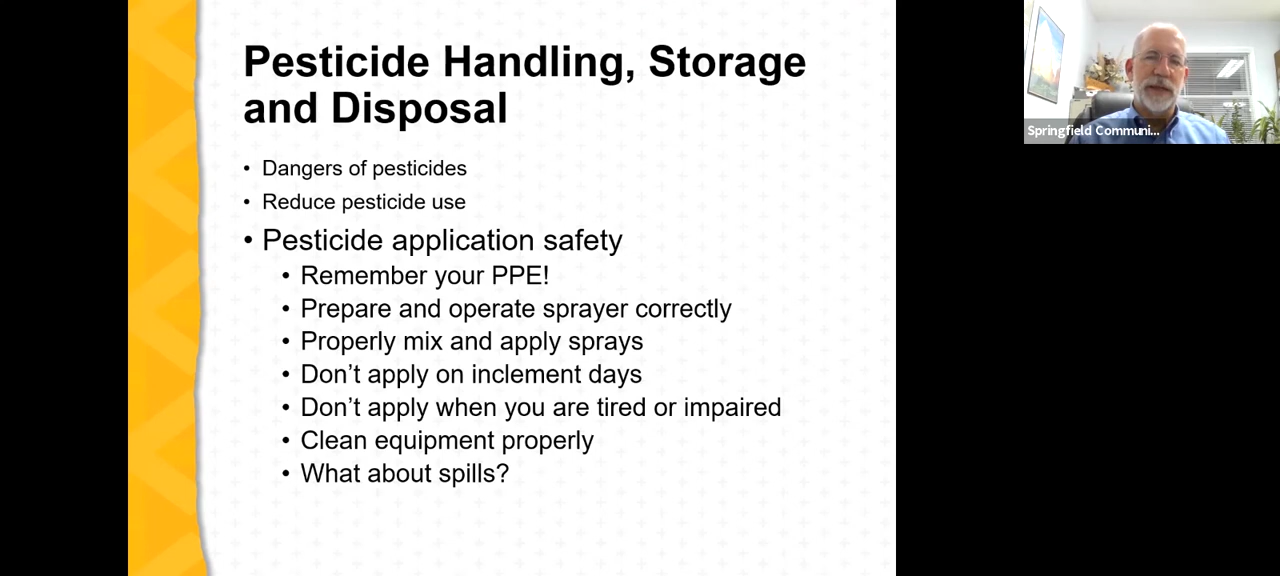 Pesticide Handling, Storage
and Disposal
• Dangers of pesticides
• Reduce pesticide use
• Pesticide application safety
• Remember your PPE!
• Prepare and operate sprayer correctly
• Properly mix and apply sprays
• Don’t apply on inclement days
• Don’t apply when you are tired or impaired
• Clean equipment properly
• What about spills?
Springfield Communi...